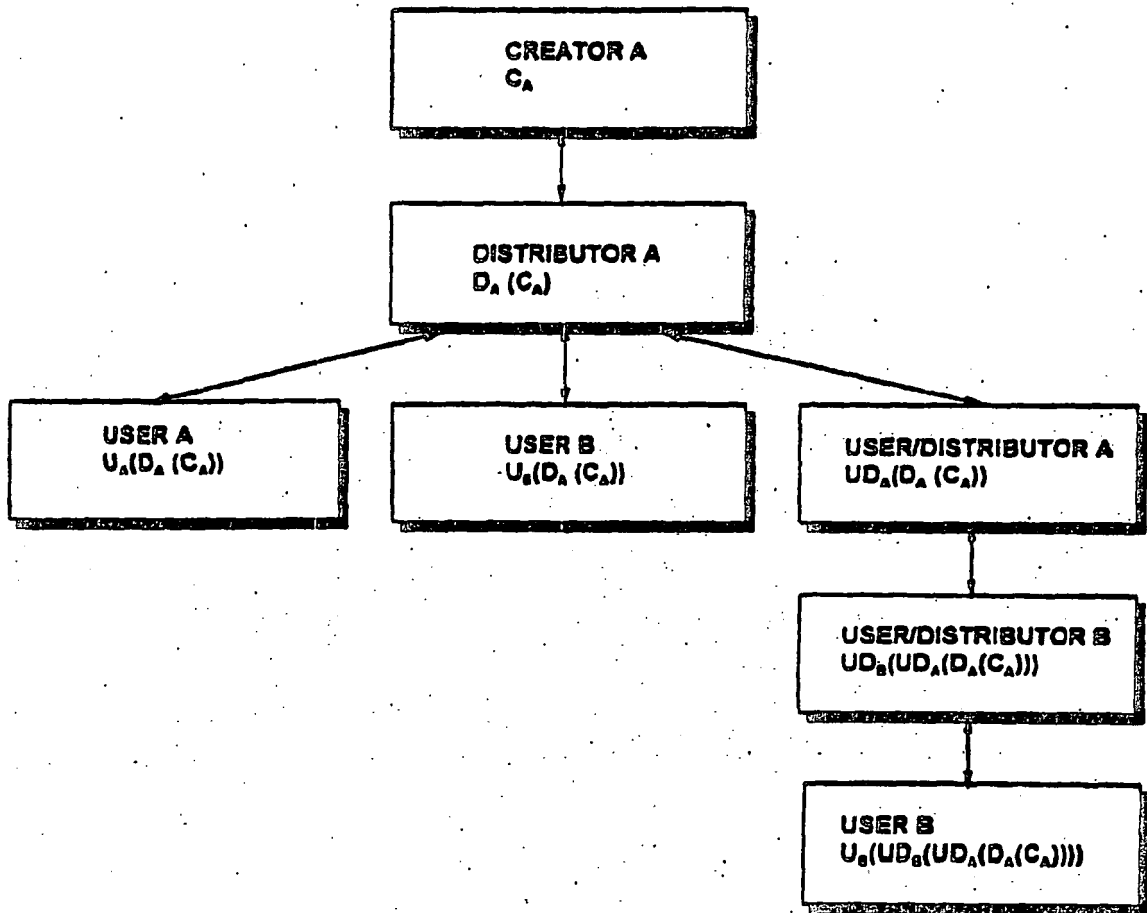 CREATOR A
C_A
DISTRIBUTOR A
D_A (C_A)
USER A
U_A(D_A (C_A))
USER B
U_B(D_A (C_A))
USER/DISTRIBUTOR A
UD_A(D_A (C_A))
USER/DISTRIBUTOR B
UD_B(UD_A(D_A(C_A)))
USER B
U_B(UD_B(UD_A(D_A(C_A))))